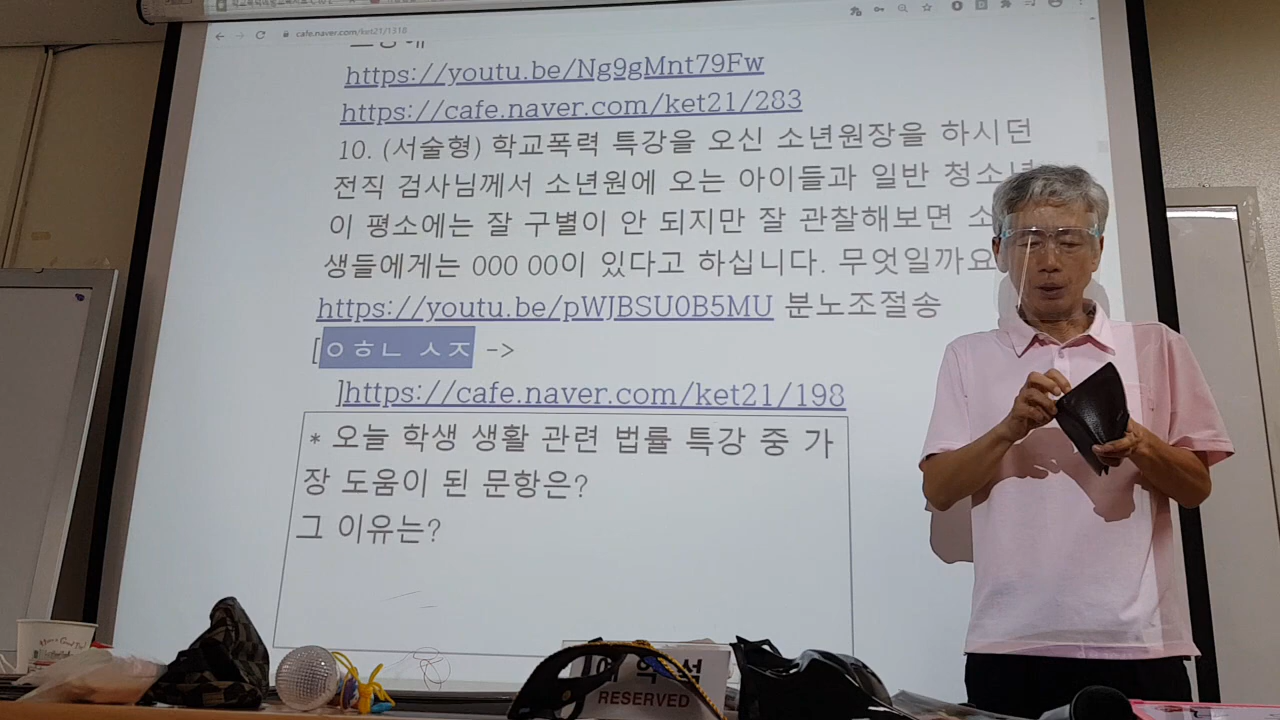 cafe.naver.com/ket21/1318
https://youtu.be/Ng9gMnt79Fw
https://cafe.naver.com/ket21/283
10. (서술형) 학교폭력 특강을 오신 소년원장을 하시던
전직 검사님께서 소년원에 오는 아이들과 일반 청소년
이 평소에는 잘 구별이 안 되지만 잘 관찰해보면 소
생들에게는 000 00이 있다고 하십니다. 무엇일까요
https://youtu.be/pWJBSU0B5MU 분노조절송
[ㅇㅎㄴ ㅅㅈ ->
]https://cafe.naver.com/ket21/198
* 오늘 학생 생활 관련 법률 특강 중 가
장 도움이 된 문항은?
그 이유는?
RESERVED